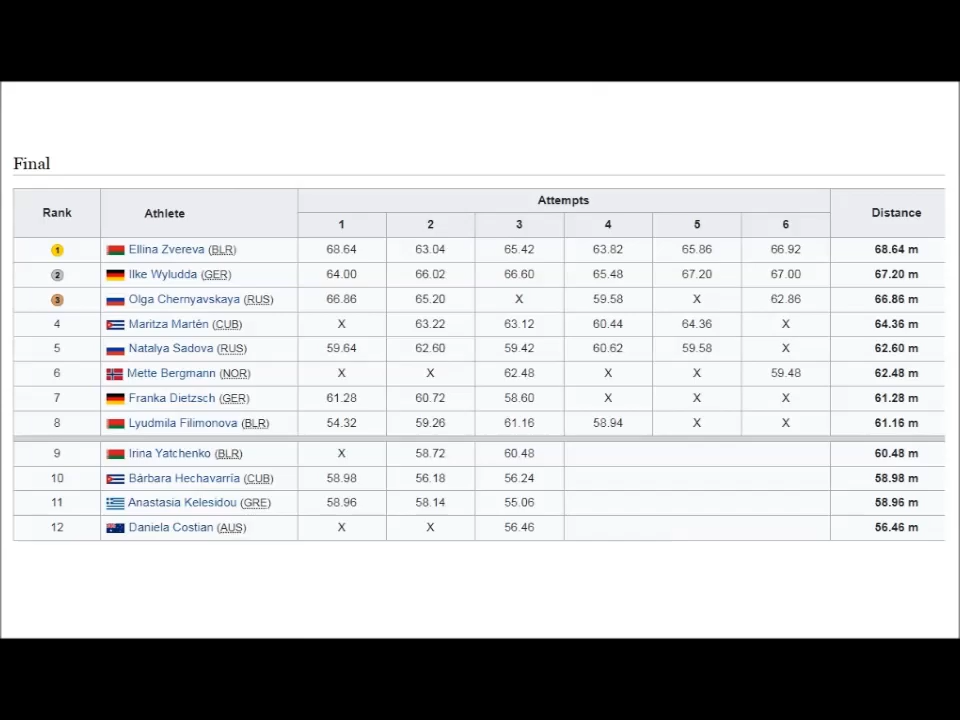 Final
Rank Athlete Attempts Distance
1 2 3 4 5 6
1 Ellina Zvereva (BLR) 68.64 63.04 65.42 63.82 65.86 66.92 68.64 m
2 Ilke Wyludda (GER) 64.00 66.02 66.60 65.48 67.20 67.00 67.20 m
3 Olga Chernyavskaya (RUS) 66.86 65.20 X 59.58 X 62.86 66.86 m
4 Maritza Martén (CUB) X 63.22 63.12 60.44 64.36 X 64.36 m
5 Natalya Sadova (RUS) 59.64 62.60 59.42 60.62 59.58 X 62.60 m
6 Mette Bergmann (NOR) X X 62.48 X X 59.48 62.48 m
7 Franka Dietzsch (GER) 61.28 60.72 58.60 X X X 61.28 m
8 Lyudmila Filimonova (BLR) 54.32 59.26 61.16 58.94 X X 61.16 m
9 Irina Yatchenko (BLR) X 58.72 60.48 60.48 m
10 Bárbara Hechavarría (CUB) 58.98 56.18 56.24 58.98 m
11 Anastasia Kelesidou (GRE) 58.96 58.14 55.06 58.96 m
12 Daniela Costian (AUS) X X 56.46 56.46 m